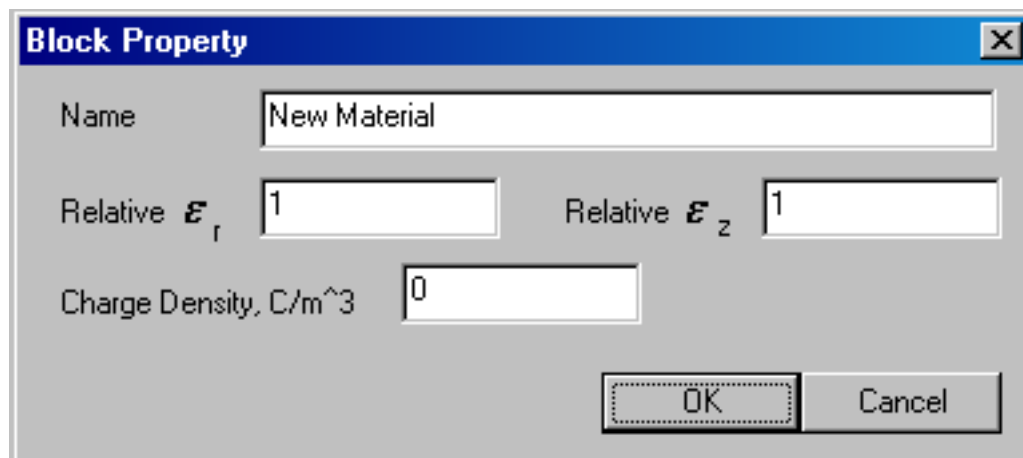 Block Property
Name New Material
Relative ε r 1 Relative ε z 1
Charge Density, C/m^3 0
OK Cancel